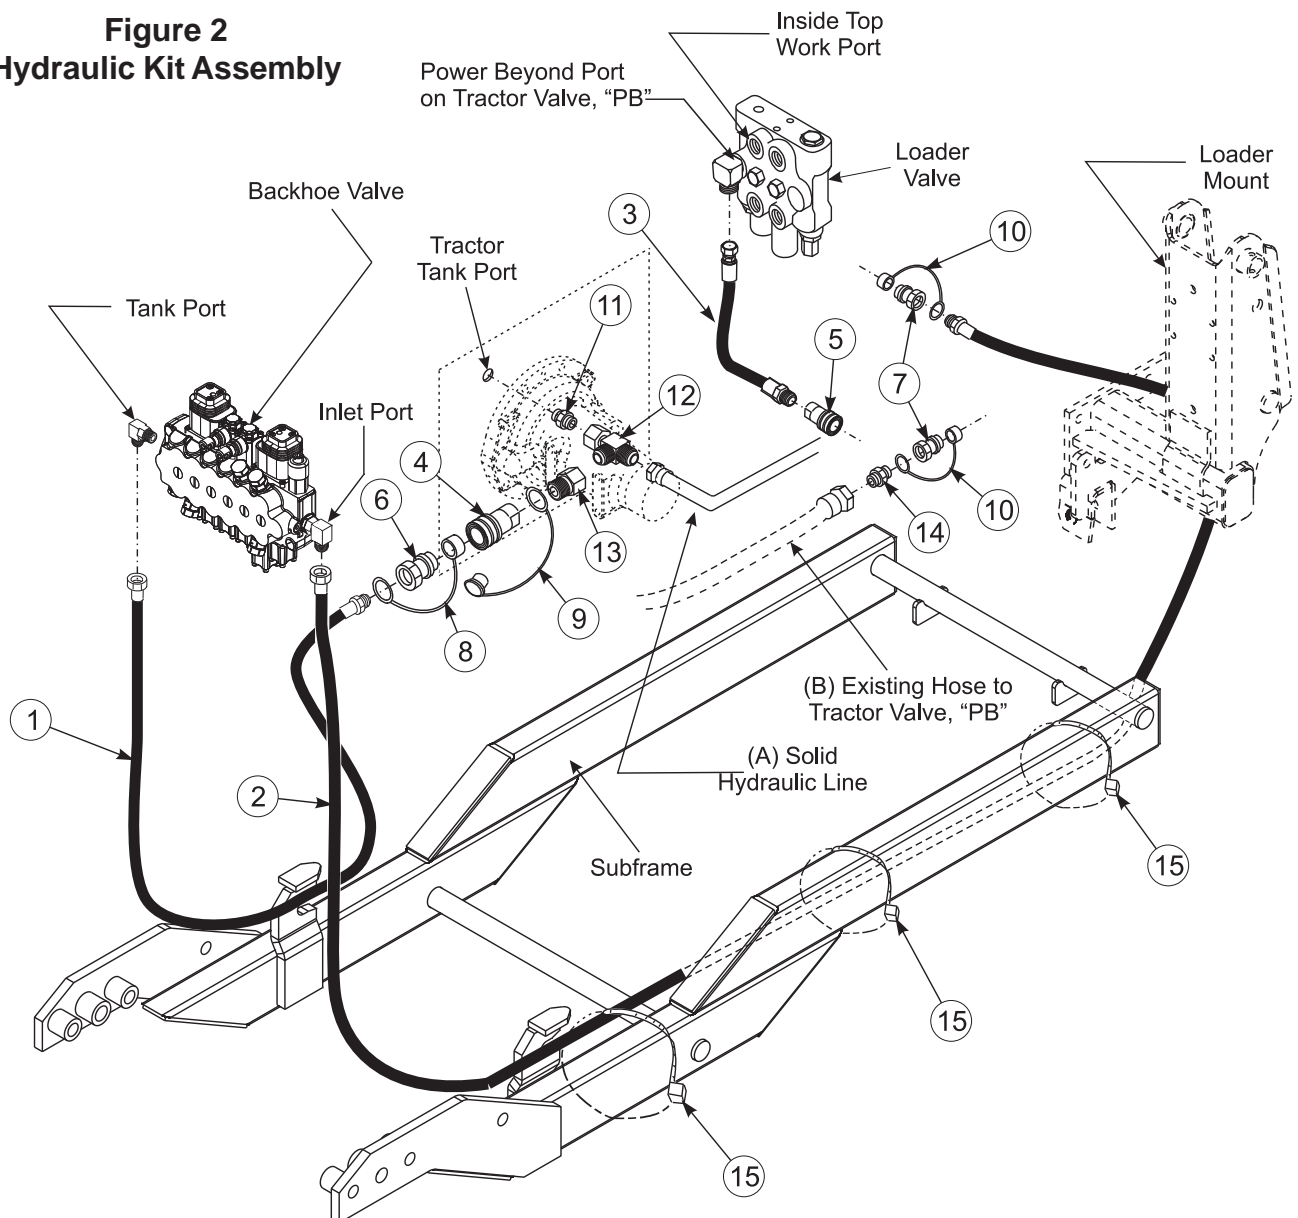 Figure 2
Hydraulic Kit Assembly
Inside Top
Work Port
Power Beyond Port
on Tractor Valve, “PB”
Loader
Valve
Loader
Mount
Backhoe Valve
Tractor
Tank Port
Tank Port
Inlet Port
3
10
11
5
7
12
4
6
13
14
10
9
8
1
2
(B) Existing Hose to
Tractor Valve, “PB”
(A) Solid
Hydraulic Line
Subframe
15
15
15